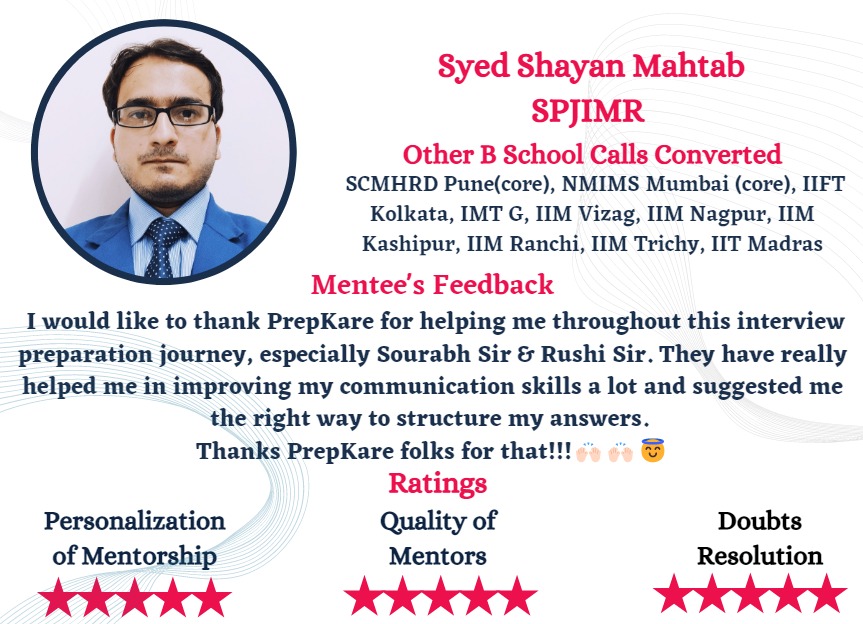 Syed Shayan Mahtab
SPJIMR
Other B School Calls Converted
SCMHRD Pune(core), NMIMS Mumbai (core), IIFT
Kolkata, IMT G, IIM Vizag, IIM Nagpur, IIM
Kashipur, IIM Ranchi, IIM Trichy, IIT Madras
Mentee's Feedback
I would like to thank PrepKare for helping me throughout this interview
preparation journey, especially Sourabh Sir & Rushi Sir. They have really
helped me in improving my communication skills a lot and suggested me
the right way to structure my answers.
Thanks PrepKare folks for that!!!🙌🏻 🙌🏻 😇
Ratings
Personalization
of Mentorship
Quality of
Mentors
Doubts
Resolution